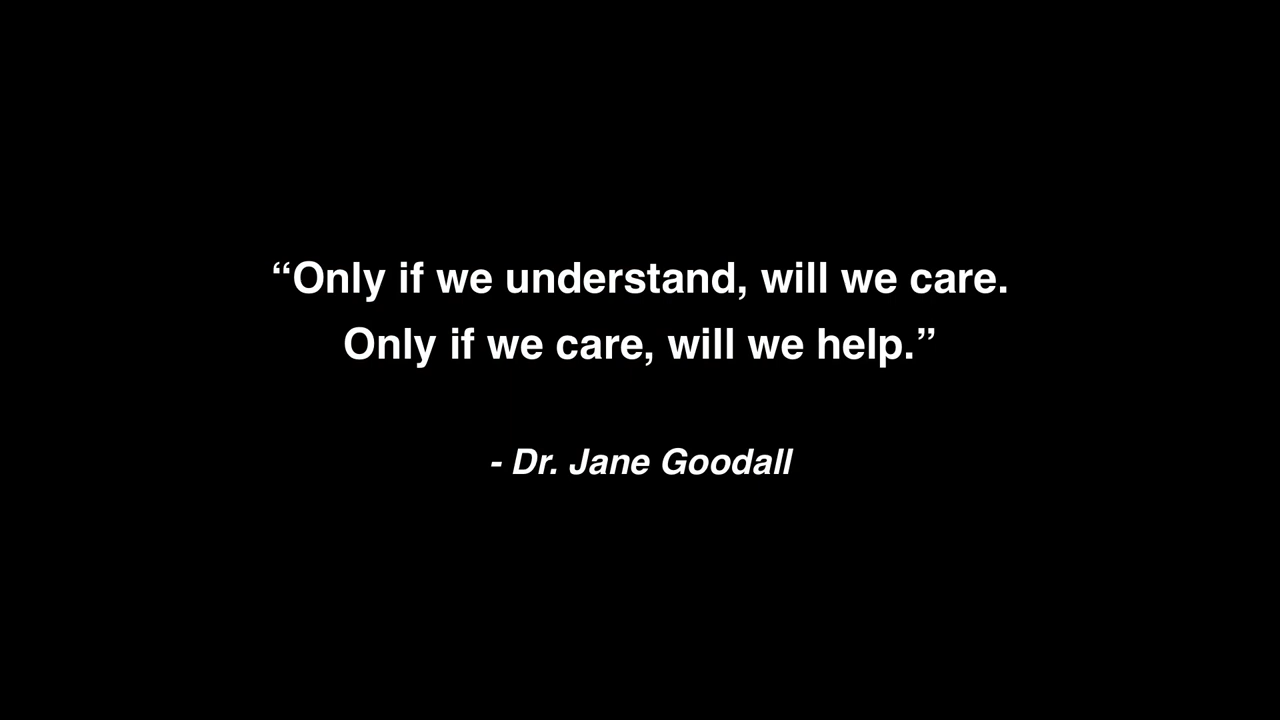 “Only if we understand, will we care.
Only if we care, will we help.”
- Dr. Jane Goodall